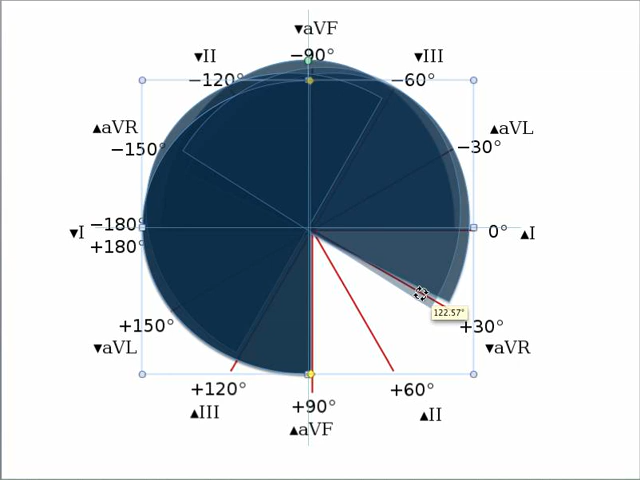 ▾aVF
−90°
▾II
▾III
−120°
−60°
▴aVR
▴aVL
−150°
−30°
▾I
−180°
0°
▴I
+180°
+150°
122.57°
+30°
▾aVL
▾aVR
+120°
+60°
▴III
+90°
▴II
▴aVF